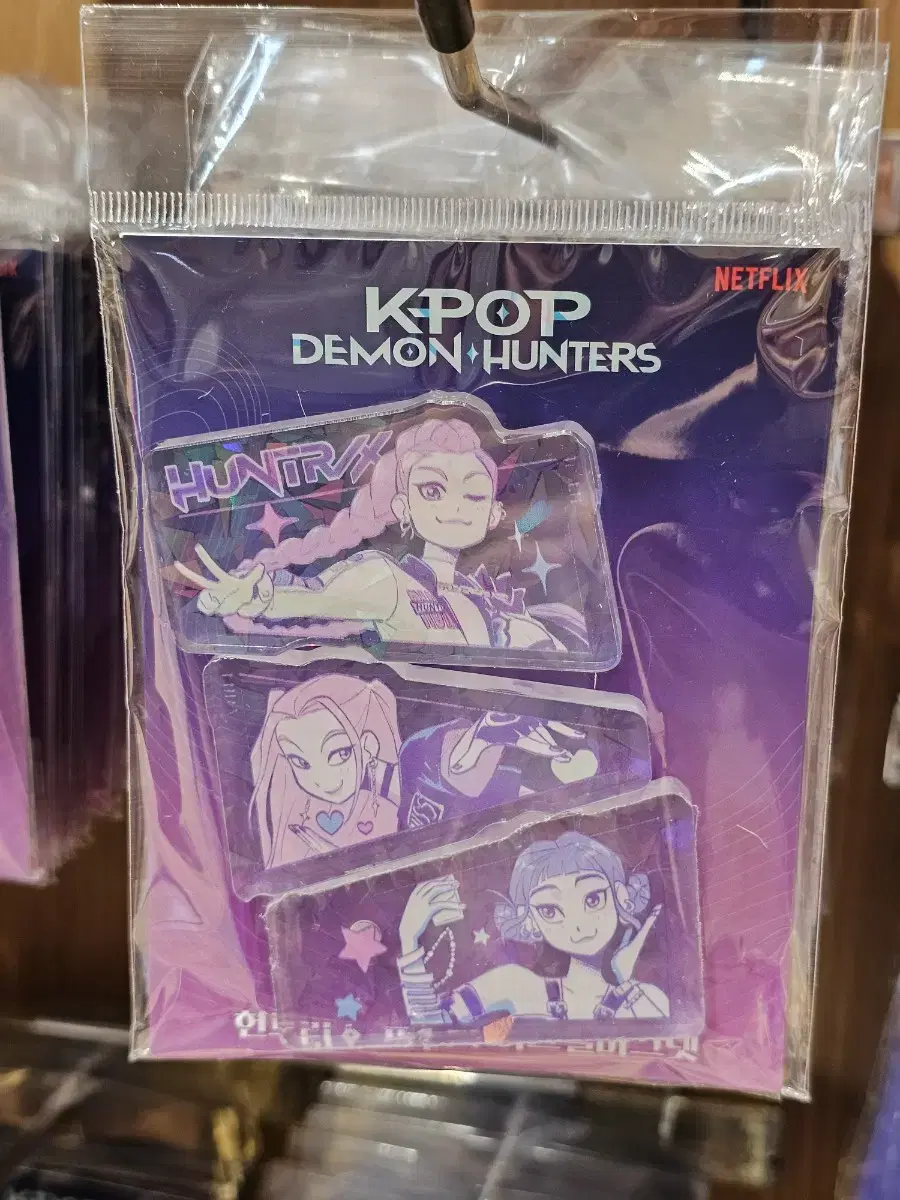 NETFLIX
K-POP
DEMON HUNTERS
HUNTR/X